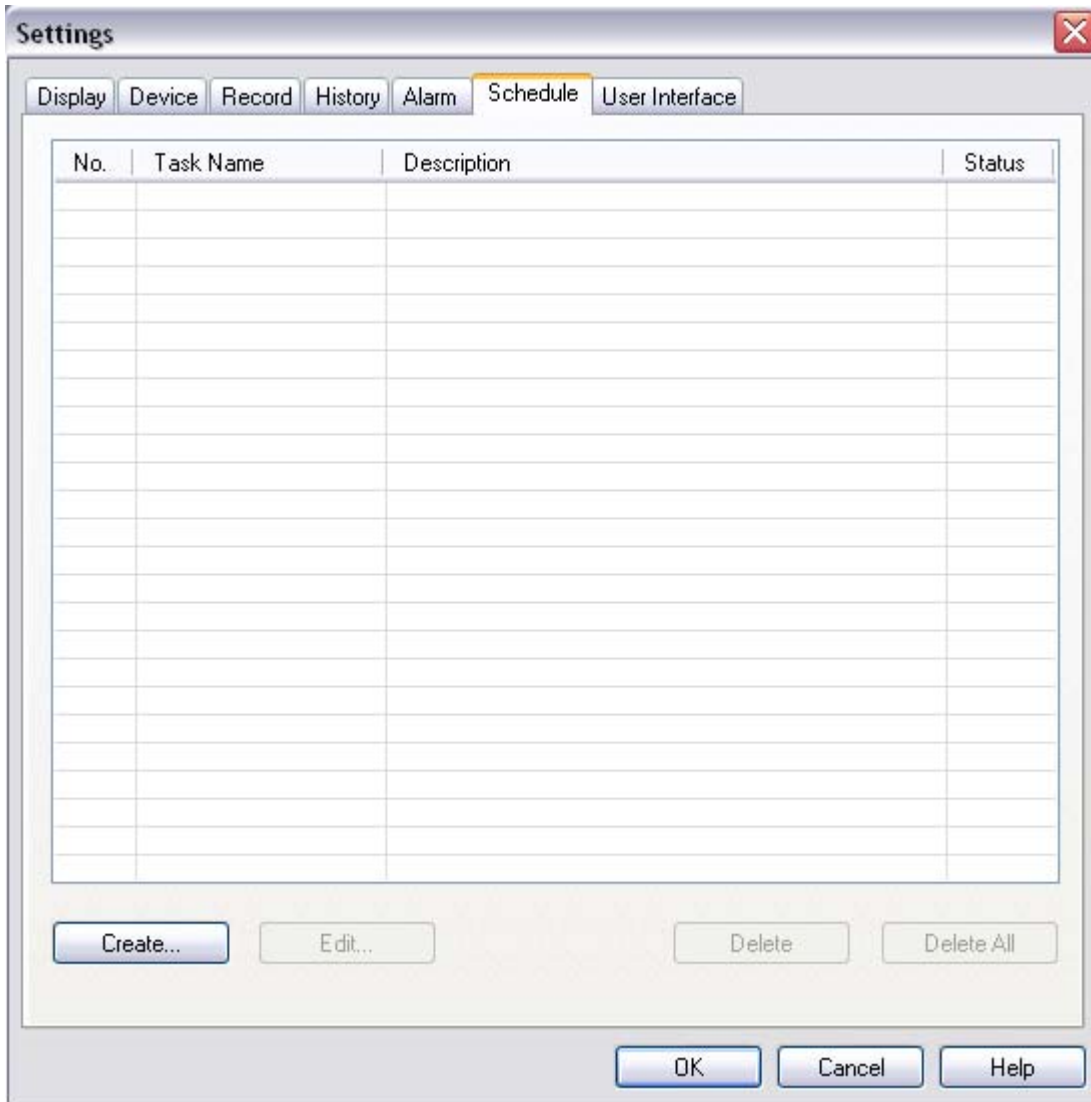 Settings
Display Device Record History Alarm Schedule User Interface
No. Task Name Description Status
Create... Edit... Delete Delete All
OK Cancel Help